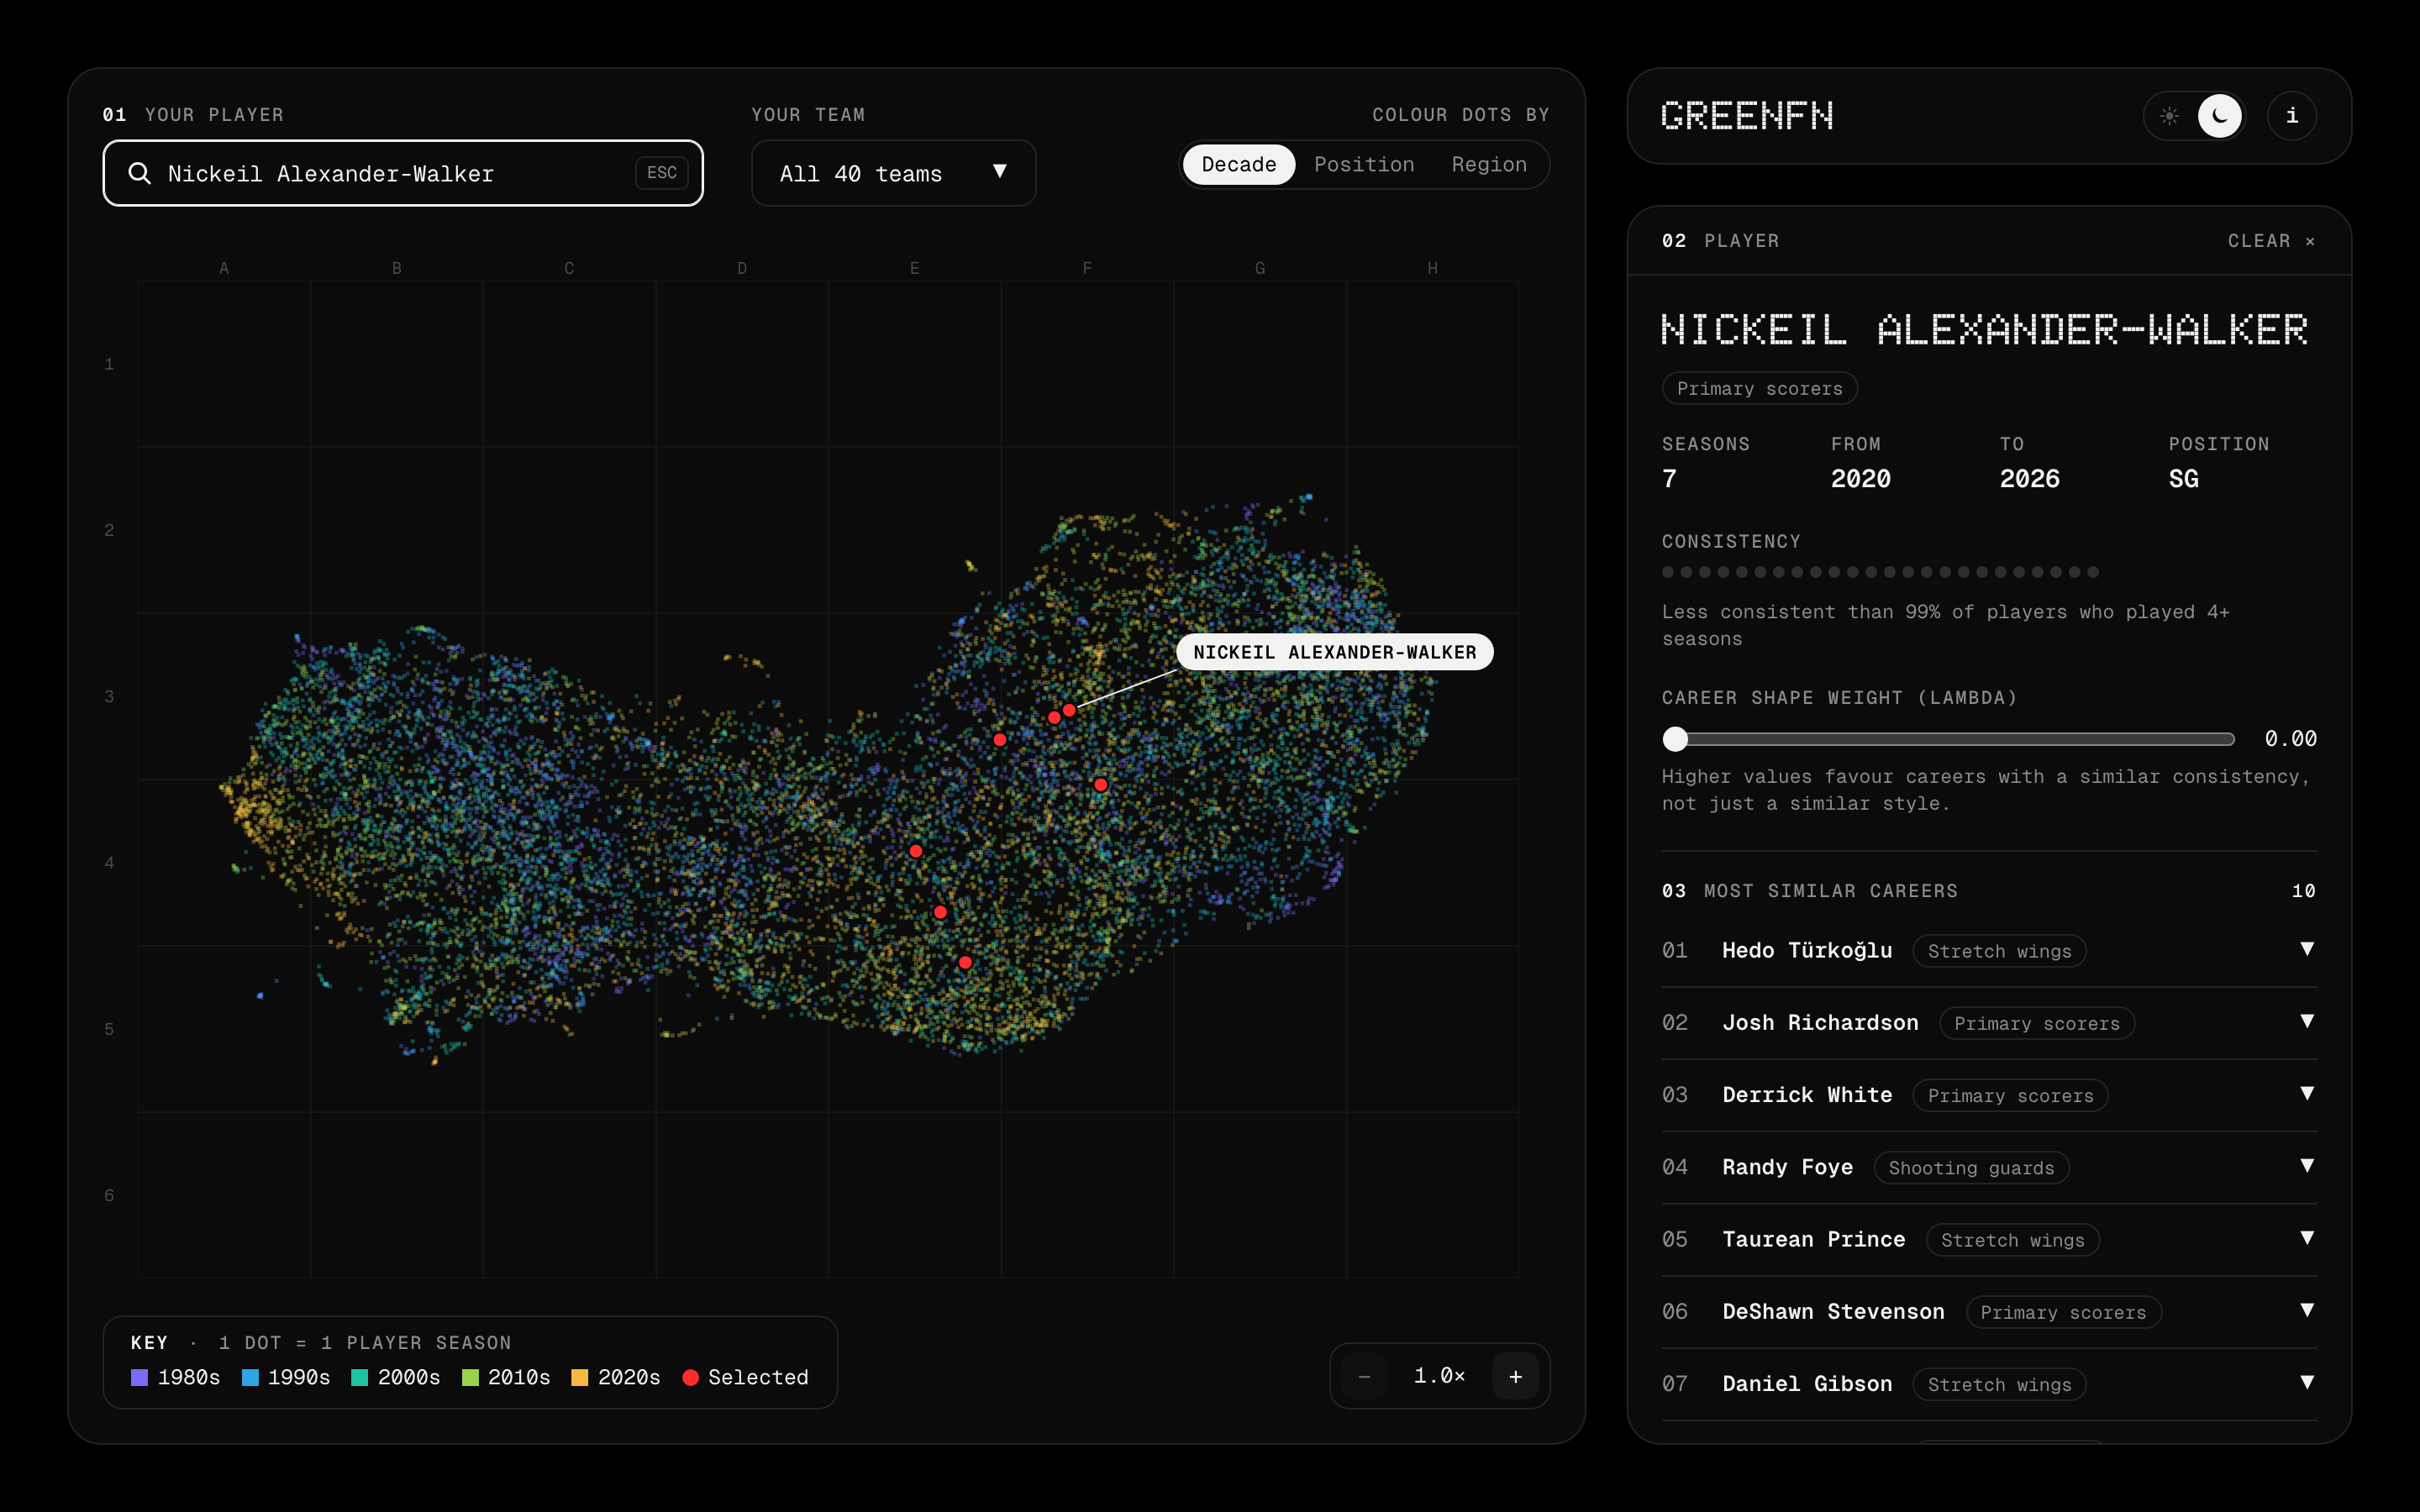 01 YOUR PLAYER
YOUR TEAM
COLOUR DOTS BY
Nickeil Alexander-Walker
ESC
All 40 teams ▼
Decade Position Region
A B C D E F G H
1
2
3
4
5
6
NICKEIL ALEXANDER-WALKER
KEY · 1 DOT = 1 PLAYER SEASON
1980s 1990s 2000s 2010s 2020s Selected
− 1.0× +
GREENFN
i
02 PLAYER
CLEAR ×
NICKEIL ALEXANDER-WALKER
Primary scorers
SEASONS FROM TO POSITION
7 2020 2026 SG
CONSISTENCY
Less consistent than 99% of players who played 4+
seasons
CAREER SHAPE WEIGHT (LAMBDA)
0.00
Higher values favour careers with a similar consistency,
not just a similar style.
03 MOST SIMILAR CAREERS 10
01 Hedo Türkoğlu Stretch wings ▼
02 Josh Richardson Primary scorers ▼
03 Derrick White Primary scorers ▼
04 Randy Foye Shooting guards ▼
05 Taurean Prince Stretch wings ▼
06 DeShawn Stevenson Primary scorers ▼
07 Daniel Gibson Stretch wings ▼